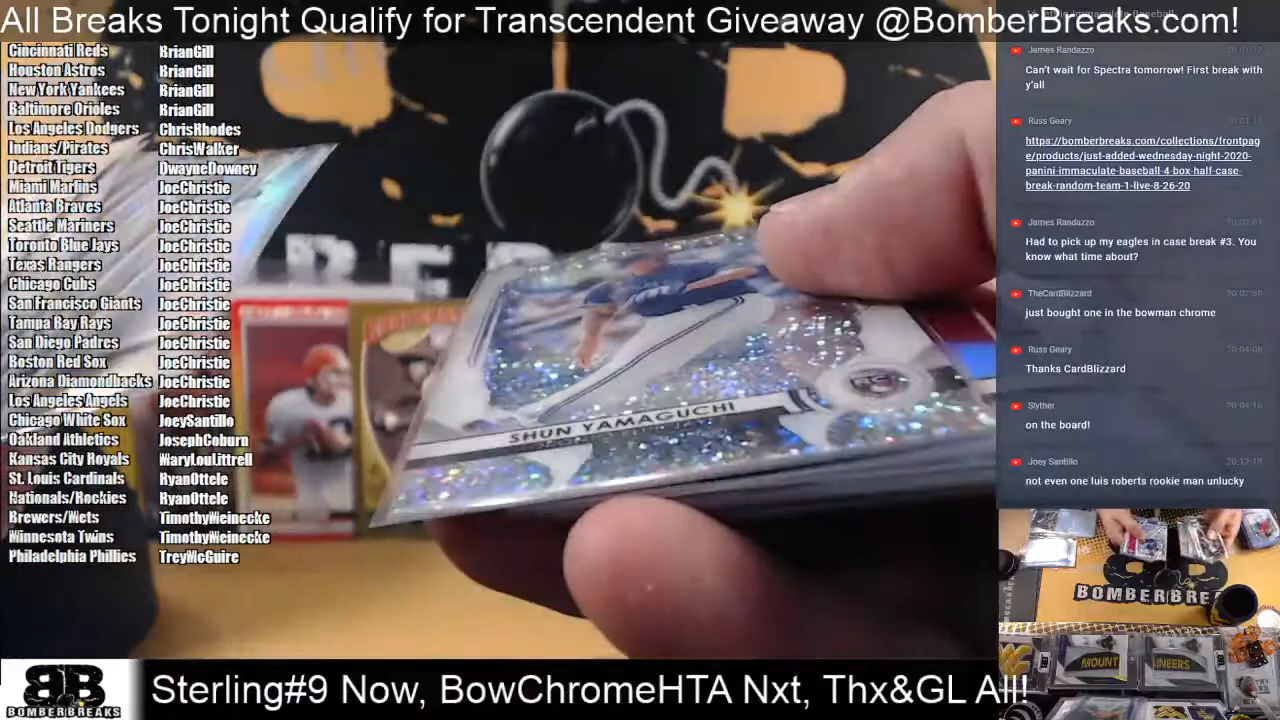 All Breaks Tonight Qualify for Transcendent Giveaway @BomberBreaks.com!
Cincinnati Reds BrianGill
Houston Astros BrianGill
New York Yankees BrianGill
Baltimore Orioles BrianGill
Los Angeles Dodgers ChrisRhodes
Indians/Pirates ChrisWalker
Detroit Tigers DwayneDowney
Miami Marlins JoeChristie
Atlanta Braves JoeChristie
Seattle Mariners JoeChristie
Toronto Blue Jays JoeChristie
Texas Rangers JoeChristie
Chicago Cubs JoeChristie
San Francisco Giants JoeChristie
Tampa Ray Rays JoeChristie
San Diego Padres JoeChristie
Boston Red Sox JoeChristie
Arizona Diamondbacks JoeChristie
Los Angeles Angels JoeChristie
Chicago White Sox JoeySantillo
Oakland Athletics JosephCoburn
Kansas City Royals MaryLouLittrell
St. Louis Cardinals RyanOttele
Nationals/Rockies RyanOttele
Brewers/Mets TimothyMeinecke
Minnesota Twins TimothyMeinecke
Philadelphia Phillies TreyMcGuire
SHUN YAMAGUCHI
James Randazzo
Can't wait for Spectra tomorrow! First break with
y'all
Russ Geary
https://bomberbreaks.com/collections/frontpag
e/products/just-added-wednesday-night-2020-
panini-immaculate-baseball-4-box-half-case-
break-random-team-1-live-8-26-20
James Randazzo
Had to pick up my eagles in case break #3. You
know what time about?
TheCardBlizzard
just bought one in the bowman chrome
Russ Geary
Thanks CardBlizzard
Slyther
on the board!
Joey Santillo
not even one luis roberts rookie man unlucky
BOMBERBREA
MOUNT AINEERS
BB
BOMBERBREAKS
Sterling#9 Now, BowChromeHTA Nxt, Thx&GL All!